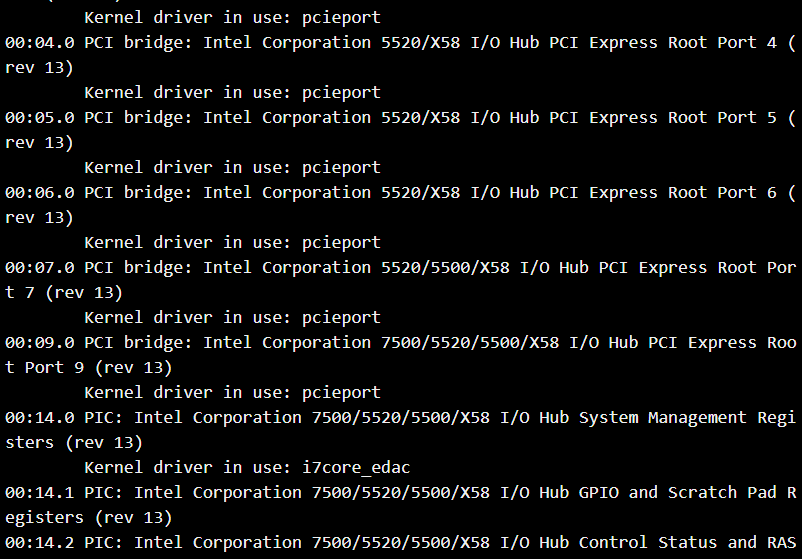 Kernel driver in use: pcieport
00:04.0 PCI bridge: Intel Corporation 5520/X58 I/O Hub PCI Express Root Port 4 (
rev 13)
Kernel driver in use: pcieport
00:05.0 PCI bridge: Intel Corporation 5520/X58 I/O Hub PCI Express Root Port 5 (
rev 13)
Kernel driver in use: pcieport
00:06.0 PCI bridge: Intel Corporation 5520/X58 I/O Hub PCI Express Root Port 6 (
rev 13)
Kernel driver in use: pcieport
00:07.0 PCI bridge: Intel Corporation 5520/5500/X58 I/O Hub PCI Express Root Por
t 7 (rev 13)
Kernel driver in use: pcieport
00:09.0 PCI bridge: Intel Corporation 7500/5520/5500/X58 I/O Hub PCI Express Roo
t Port 9 (rev 13)
Kernel driver in use: pcieport
00:14.0 PIC: Intel Corporation 7500/5520/5500/X58 I/O Hub System Management Regi
sters (rev 13)
Kernel driver in use: i7core_edac
00:14.1 PIC: Intel Corporation 7500/5520/5500/X58 I/O Hub GPIO and Scratch Pad R
egisters (rev 13)
00:14.2 PIC: Intel Corporation 7500/5520/5500/X58 I/O Hub Control Status and RAS